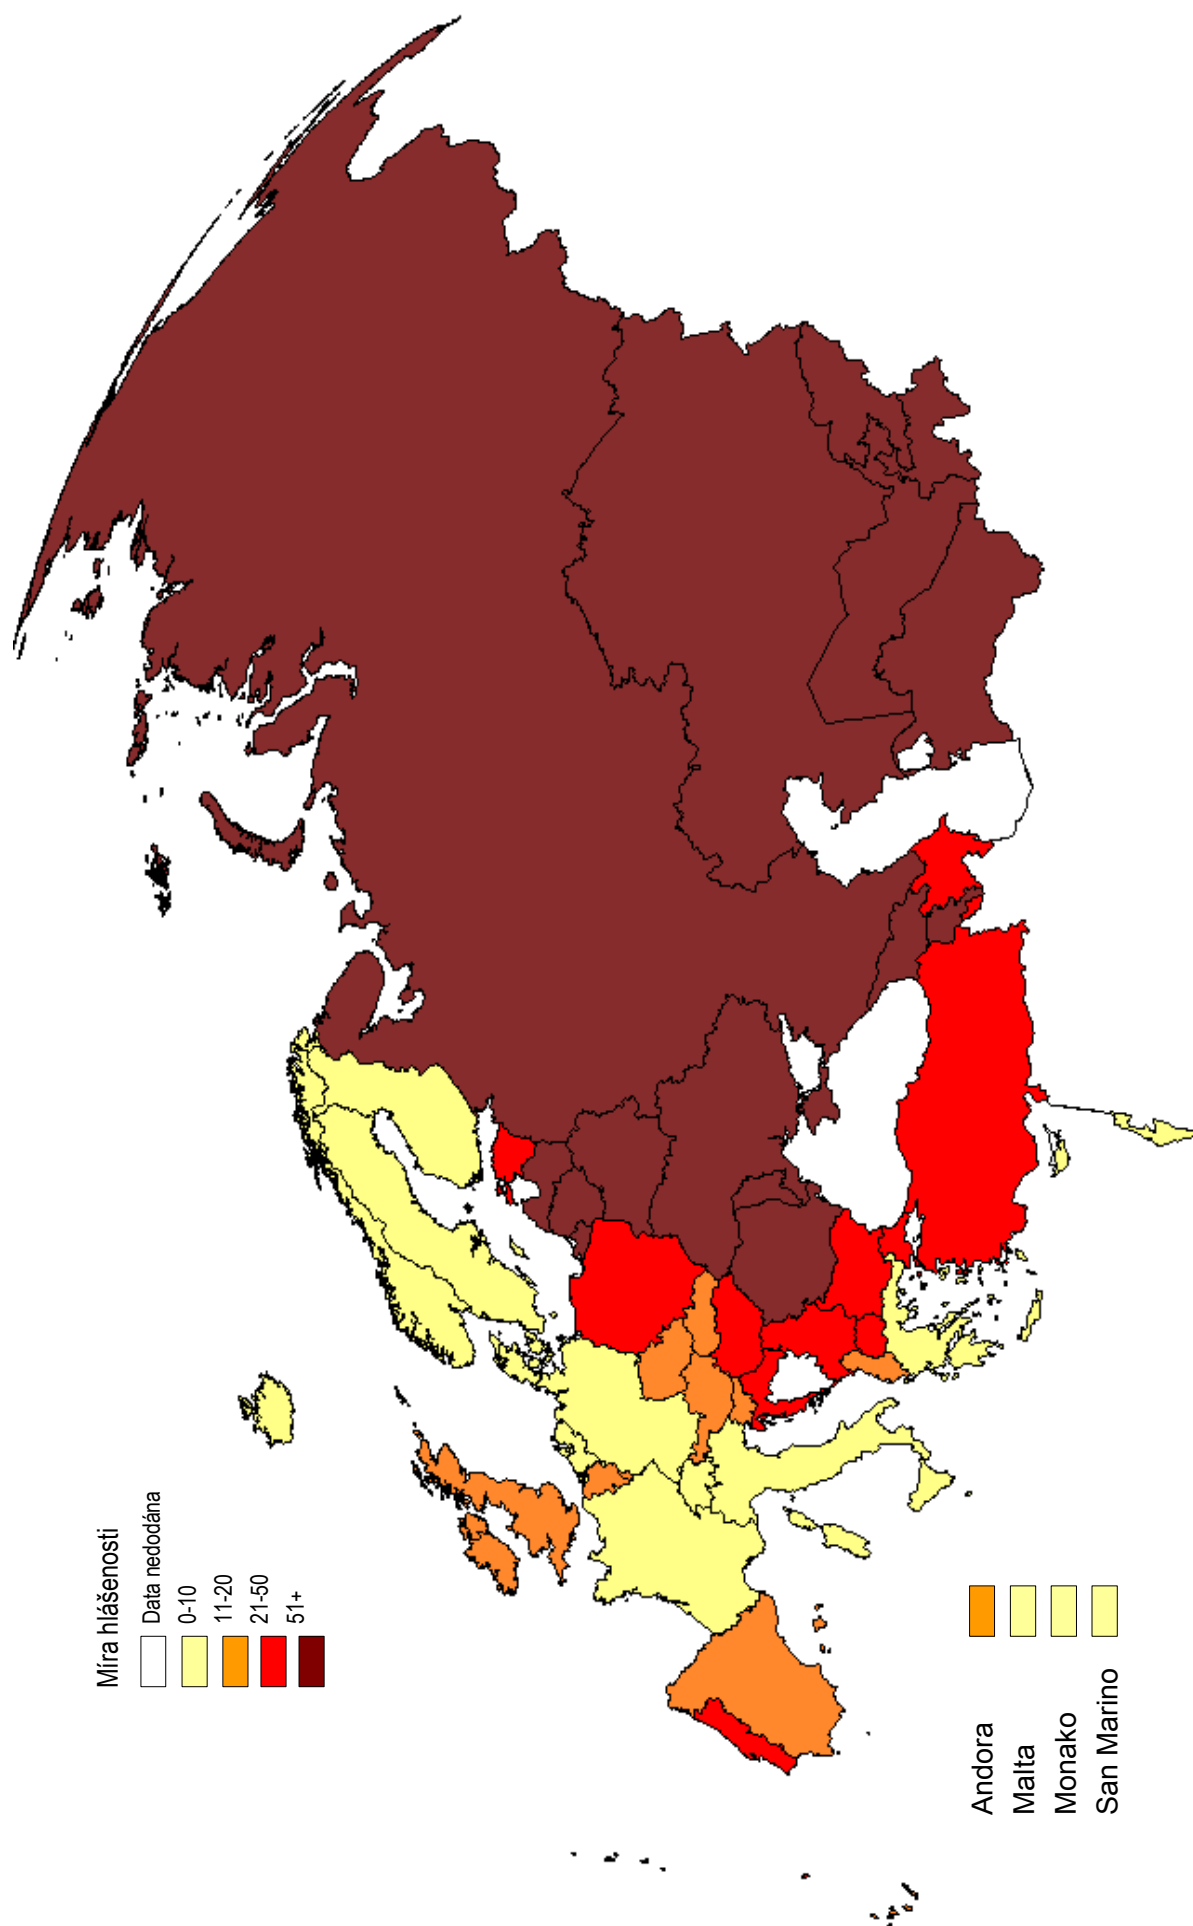 Míra hlášenosti
Data nedodána
0-10
11-20
21-50
51+
Andora
Malta
Monako
San Marino